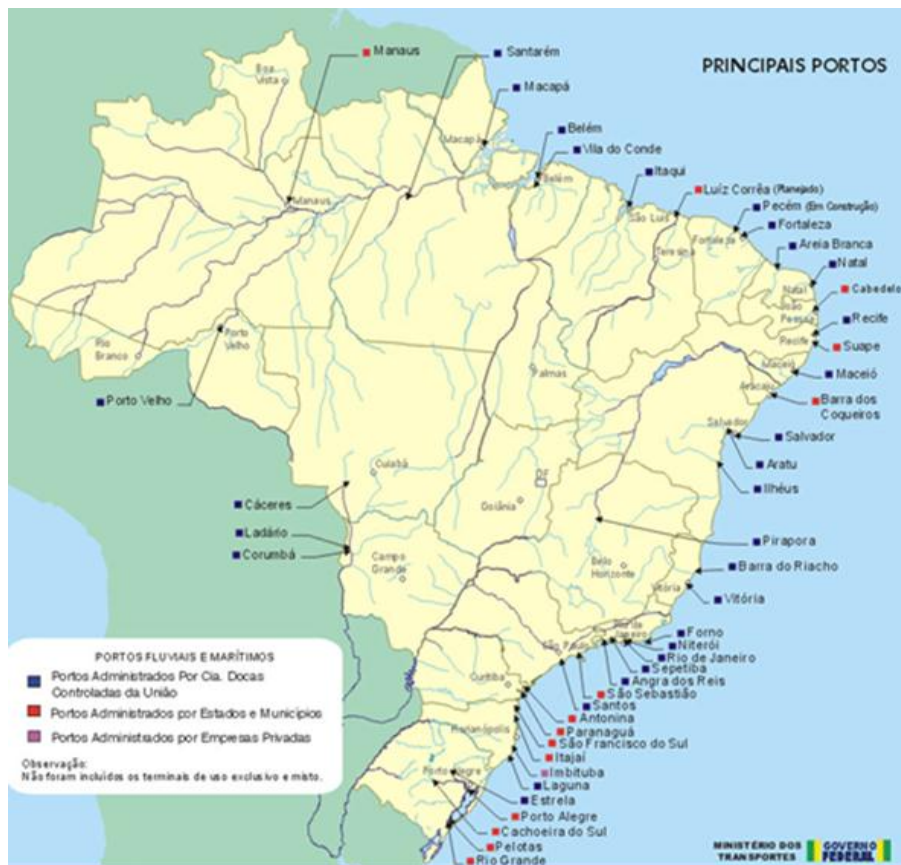 PRINCIPAIS PORTOS
Manaus
Santarém
Macapá
Belém
Vila do Conde
Itaqui
Luíz Corrêa (Planejado)
Pecém (Em Construção)
Fortaleza
Areia Branca
Natal
Cabedelo
Recife
Suape
Maceió
Barra dos
Coqueiros
Salvador
Aratu
Ilhéus
Pirapora
Barra do Riacho
Vitória
Forno
Niterói
Rio de Janeiro
Sepetiba
Angra dos Reis
São Sebastião
Santos
Antonina
Paranaguá
São Francisco do Sul
Itajaí
Imbituba
Laguna
Estrela
Porto Alegre
Cachoeira do Sul
Pelotas
Rio Grande
Porto Velho
Cáceres
Ladário
Corumbá
Boa
Vista
Macapá
Manaus
Belém
São Luís
Teresina
Fortaleza
Natal
João
Pessoa
Recife
Maceió
Aracaju
Salvador
Rio
Branco
Porto
Velho
Palmas
Cuiabá
DF
Goiânia
Campo
Grande
Belo
Horizonte
Vitória
Rio de
Janeiro
São Paulo
Curitiba
Florianópolis
Porto Alegre
PORTOS FLUVIAIS E MARÍTIMOS
Portos Administrados Por Cia. Docas
Controladas da União
Portos Administrados por Estados e Municípios
Portos Administrados por Empresas Privadas
Observação:
Não foram incluídos os terminais de uso exclusivo e misto.
MINISTÉRIO DOS
TRANSPORTES
GOVERNO
FEDERAL